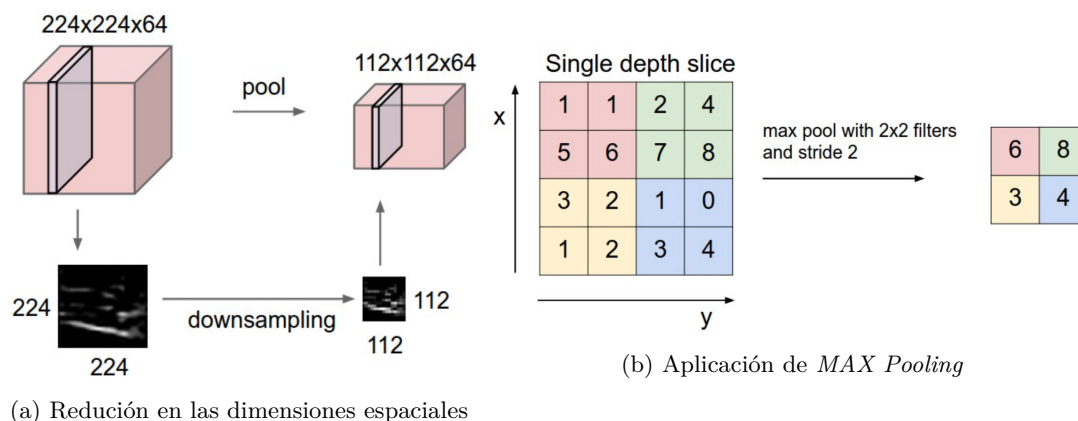 224x224x64
pool
112x112x64
224
downsampling
112
224
112
(a) Redución en las dimensiones espaciales
Single depth slice
x
1 1 2 4
5 6 7 8
3 2 1 0
1 2 3 4
y
max pool with 2x2 filters
and stride 2
6 8
3 4
(b) Aplicación de MAX Pooling